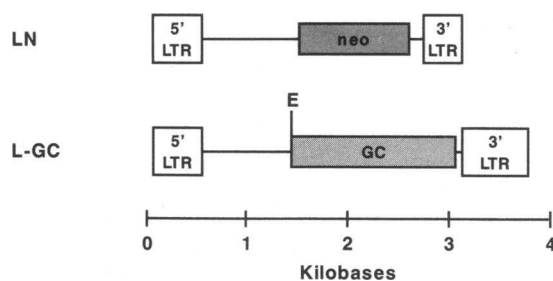 5' 3'
LN neo
LTR LTR
E
5' 3'
L-GC GC
LTR LTR
0 1 2 3 4
Kilobases